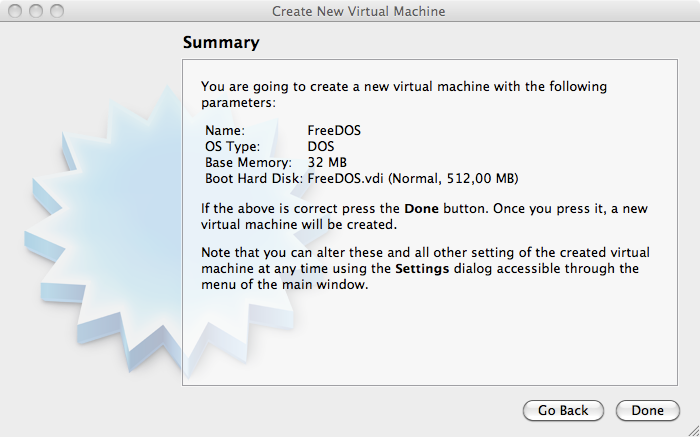 Create New Virtual Machine
Summary
You are going to create a new virtual machine with the following
parameters:
Name: FreeDOS
OS Type: DOS
Base Memory: 32 MB
Boot Hard Disk: FreeDOS.vdi (Normal, 512,00 MB)
If the above is correct press the Done button. Once you press it, a new
virtual machine will be created.
Note that you can alter these and all other setting of the created virtual
machine at any time using the Settings dialog accessible through the
menu of the main window.
Go Back Done